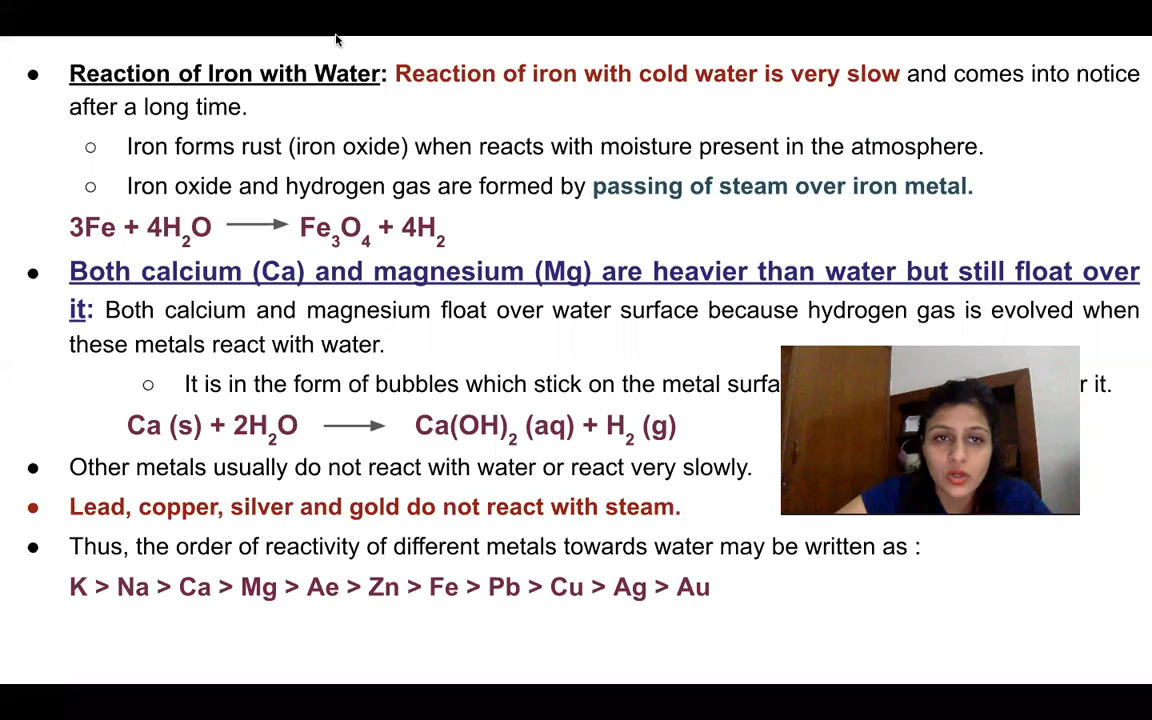 ● Reaction of Iron with Water: Reaction of iron with cold water is very slow and comes into notice
after a long time.
○ Iron forms rust (iron oxide) when reacts with moisture present in the atmosphere.
○ Iron oxide and hydrogen gas are formed by passing of steam over iron metal.
3Fe + 4H₂O ⟶ Fe₃O₄ + 4H₂
● Both calcium (Ca) and magnesium (Mg) are heavier than water but still float over
it: Both calcium and magnesium float over water surface because hydrogen gas is evolved when
these metals react with water.
○ It is in the form of bubbles which stick on the metal it.
Ca (s) + 2H₂O ⟶ Ca(OH)₂ (aq) + H₂ (g)
● Other metals usually do not react with water or react very slowly.
● Lead, copper, silver and gold do not react with steam.
● Thus, the order of reactivity of different metals towards water may be written as :
K > Na > Ca > Mg > Ae > Zn > Fe > Pb > Cu > Ag > Au